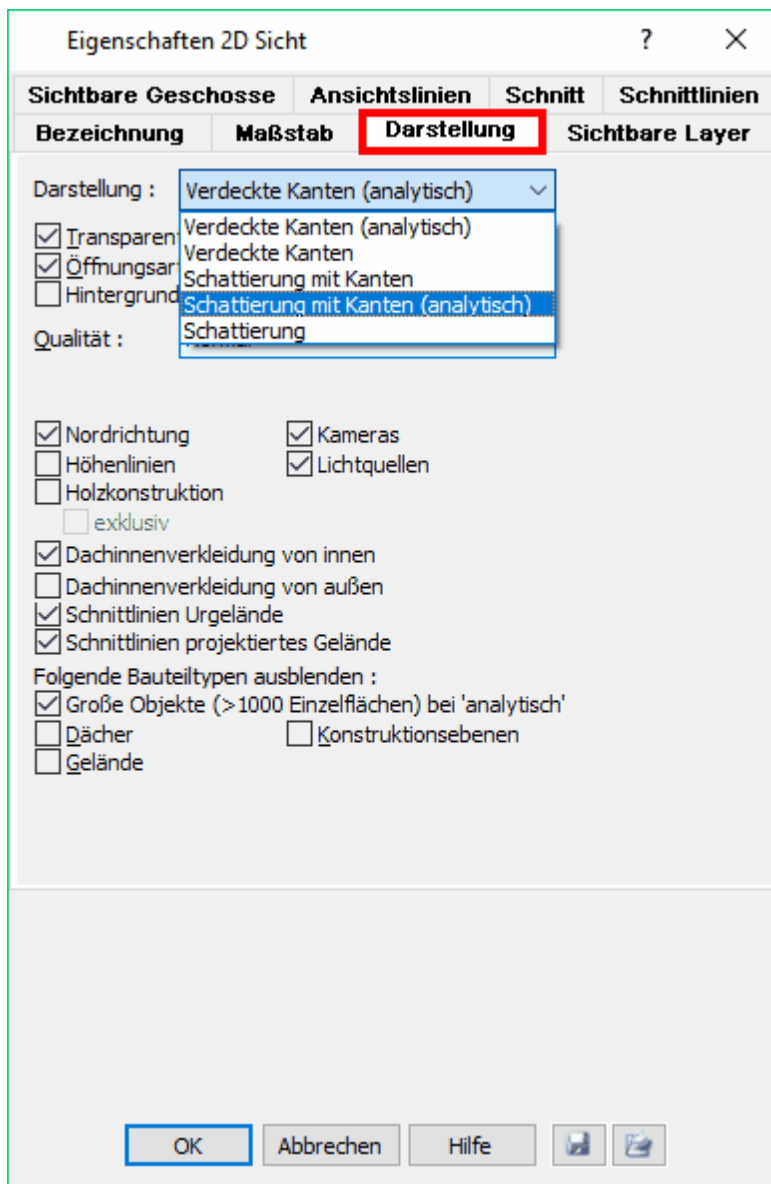 Eigenschaften 2D Sicht ? ×
Sichtbare Geschosse Ansichtslinien Schnitt Schnittlinien
Bezeichnung Maßstab Darstellung Sichtbare Layer
Darstellung : Verdeckte Kanten (analytisch)
Verdeckte Kanten (analytisch)
Transparen
Verdeckte Kanten
Öffnungsar
Schattierung mit Kanten
Hintergrund
Schattierung mit Kanten (analytisch)
Qualität : Schattierung
Nordrichtung Kameras
Höhenlinien Lichtquellen
Holzkonstruktion
exklusiv
Dachinnenverkleidung von innen
Dachinnenverkleidung von außen
Schnittlinien Urgelände
Schnittlinien projektiertes Gelände
Folgende Bauteiltypen ausblenden :
Große Objekte (>1000 Einzelflächen) bei 'analytisch'
Dächer Konstruktionsebenen
Gelände
OK Abbrechen Hilfe